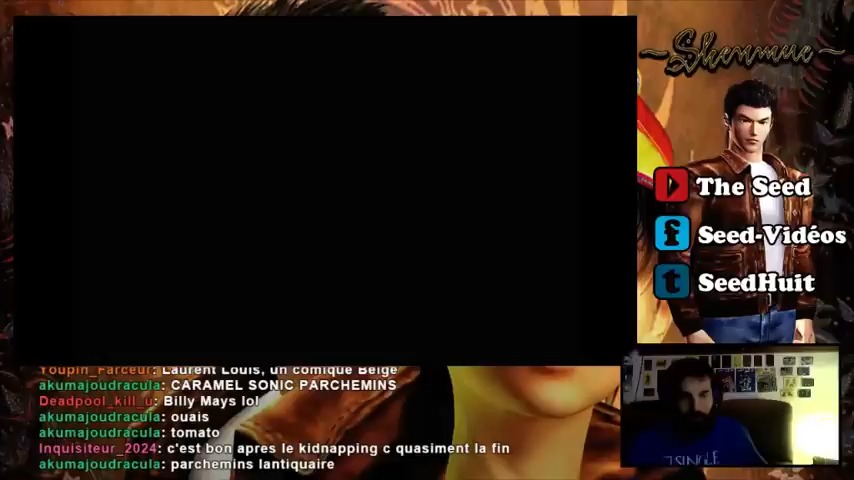 ~Shenmue~
The Seed
Seed-Vidéos
SeedHuit
Youpin_Farceur: Laurent Louis, un comique Belge
akumajoudracula: CARAMEL SONIC PARCHEMINS
Deadpool_kill_u: Billy Mays lol
akumajoudracula: ouais
akumajoudracula: tomato
Inquisiteur_2024: c'est bon apres le kidnapping c quasiment la fin
akumajoudracula: parchemins lantiquaire